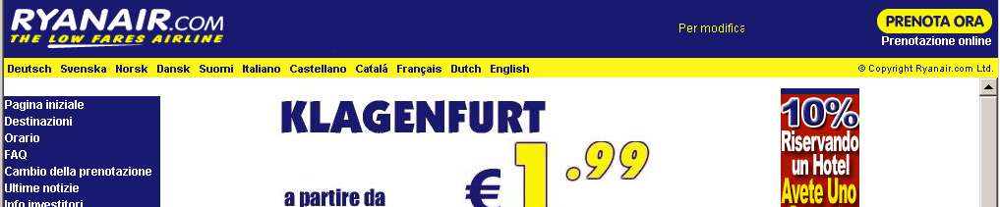 RYANAIR.COM
THE LOW FARES AIRLINE
Per modifica
PRENOTA ORA
Prenotazione online
Deutsch Svenska Norsk Dansk Suomi Italiano Castellano Catalá Français Dutch English
© Copyright Ryanair.com Ltd.
Pagina iniziale
Destinazioni
Orario
FAQ
Cambio della prenotazione
Ultime notizie
Info investitori
KLAGENFURT
a partire da
€1.99
10%
Riservando
un Hotel
Avete Uno